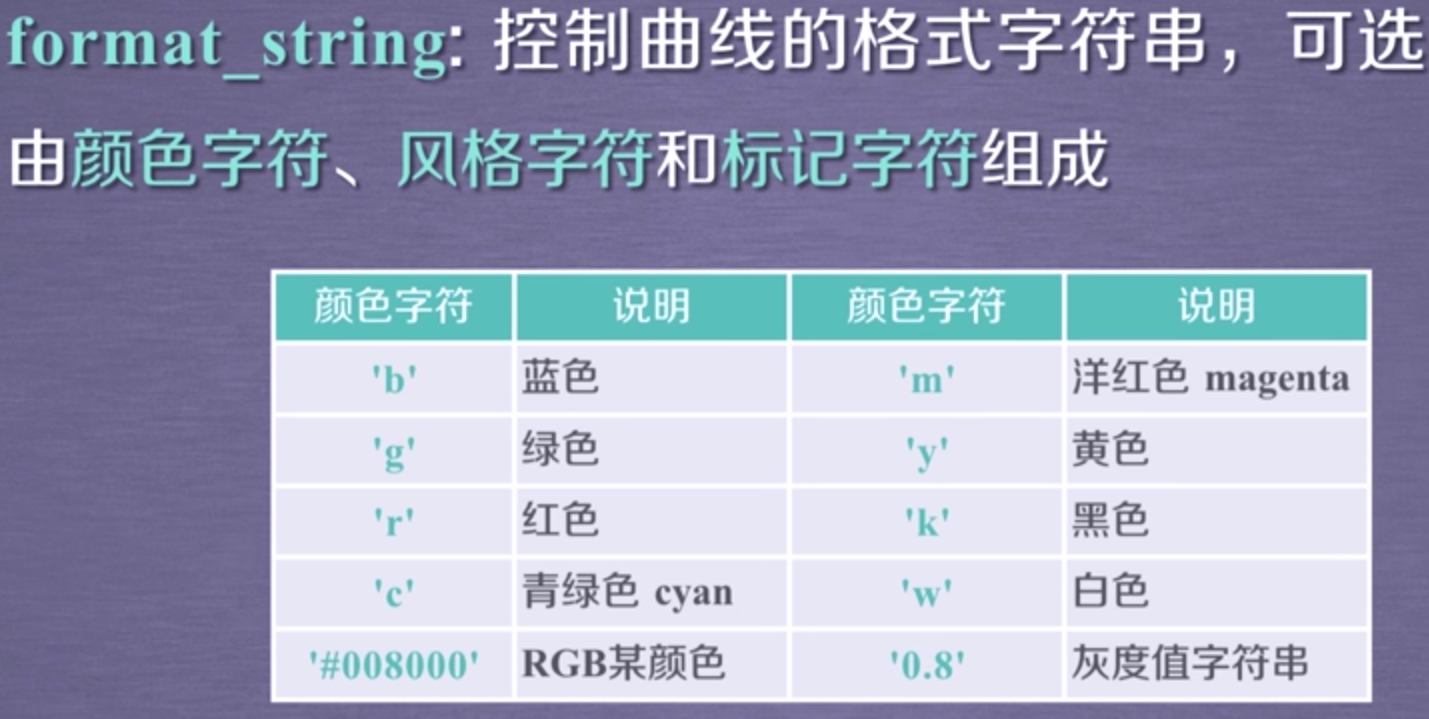 format_string: 控制曲线的格式字符串，可选
由颜色字符、风格字符和标记字符组成
颜色字符 说明 颜色字符 说明
'b' 蓝色 'm' 洋红色 magenta
'g' 绿色 'y' 黄色
'r' 红色 'k' 黑色
'c' 青绿色 cyan 'w' 白色
'#008000' RGB某颜色 '0.8' 灰度值字符串